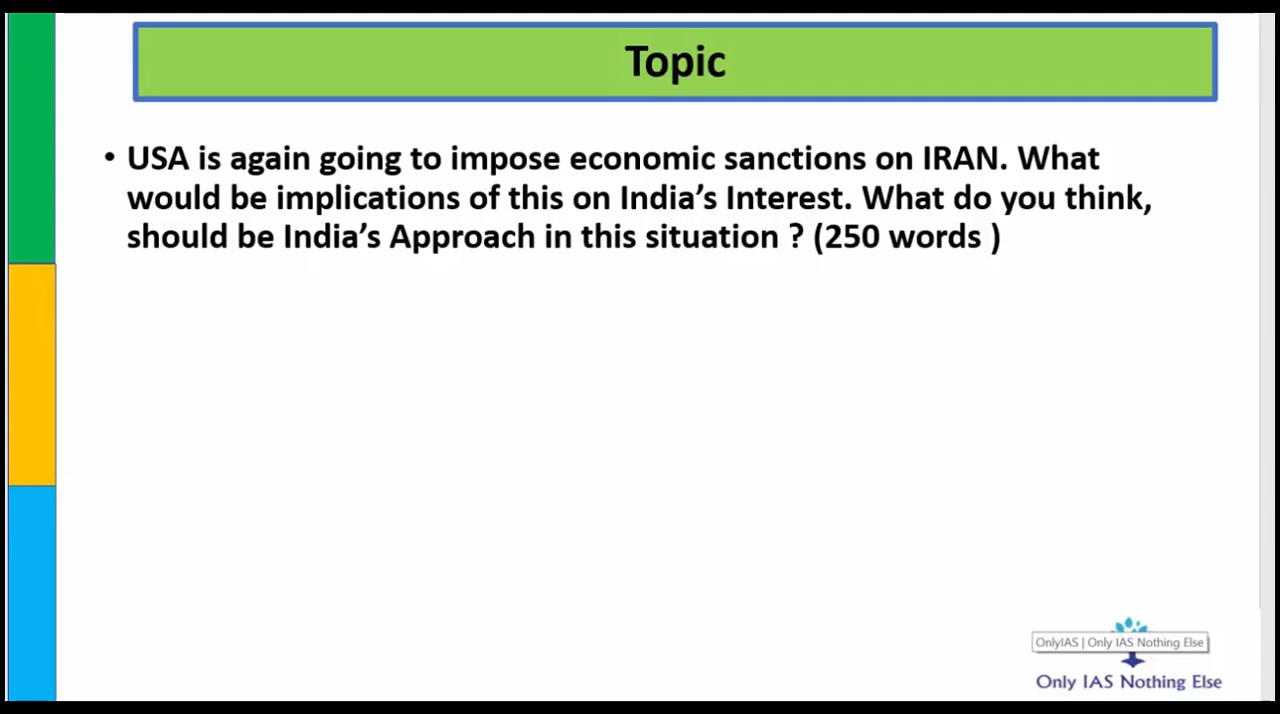 Topic
• USA is again going to impose economic sanctions on IRAN. What
would be implications of this on India’s Interest. What do you think,
should be India’s Approach in this situation ? (250 words )
OnlyIAS | Only IAS Nothing Else
Only IAS Nothing Else